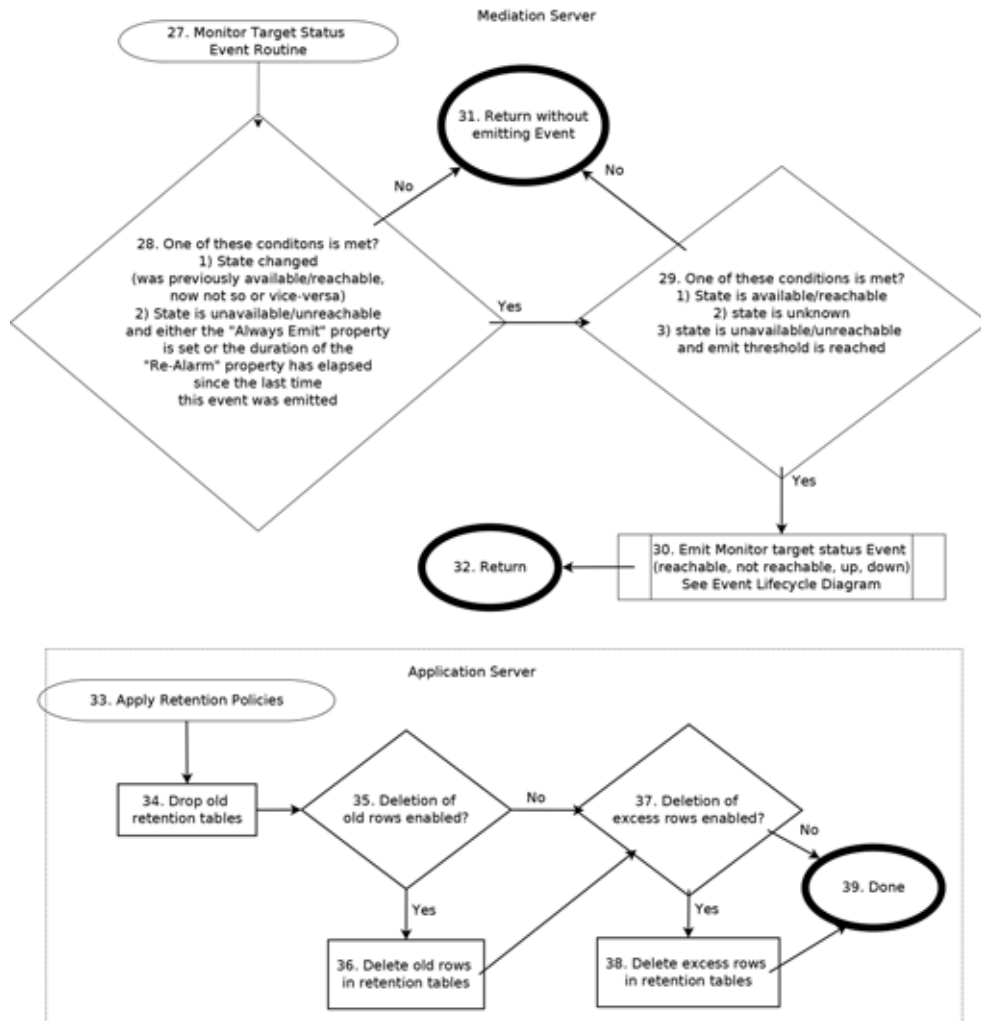 Mediation Server
27. Monitor Target Status
Event Routine
31. Return without
emitting Event
No
No
28. One of these conditons is met?
1) State changed
(was previously available/reachable,
now not so or vice-versa)
2) State is unavailable/unreachable
and either the "Always Emit" property
is set or the duration of the
"Re-Alarm" property has elapsed
since the last time
this event was emitted
Yes
29. One of these conditions is met?
1) State is available/reachable
2) state is unknown
3) state is unavailable/unreachable
and emit threshold is reached
Yes
30. Emit Monitor target status Event
(reachable, not reachable, up, down)
See Event Lifecycle Diagram
32. Return
Application Server
33. Apply Retention Policies
34. Drop old
retention tables
35. Deletion of
old rows enabled?
No
37. Deletion of
excess rows enabled?
No
39. Done
Yes
Yes
36. Delete old rows
in retention tables
38. Delete excess rows
in retention tables